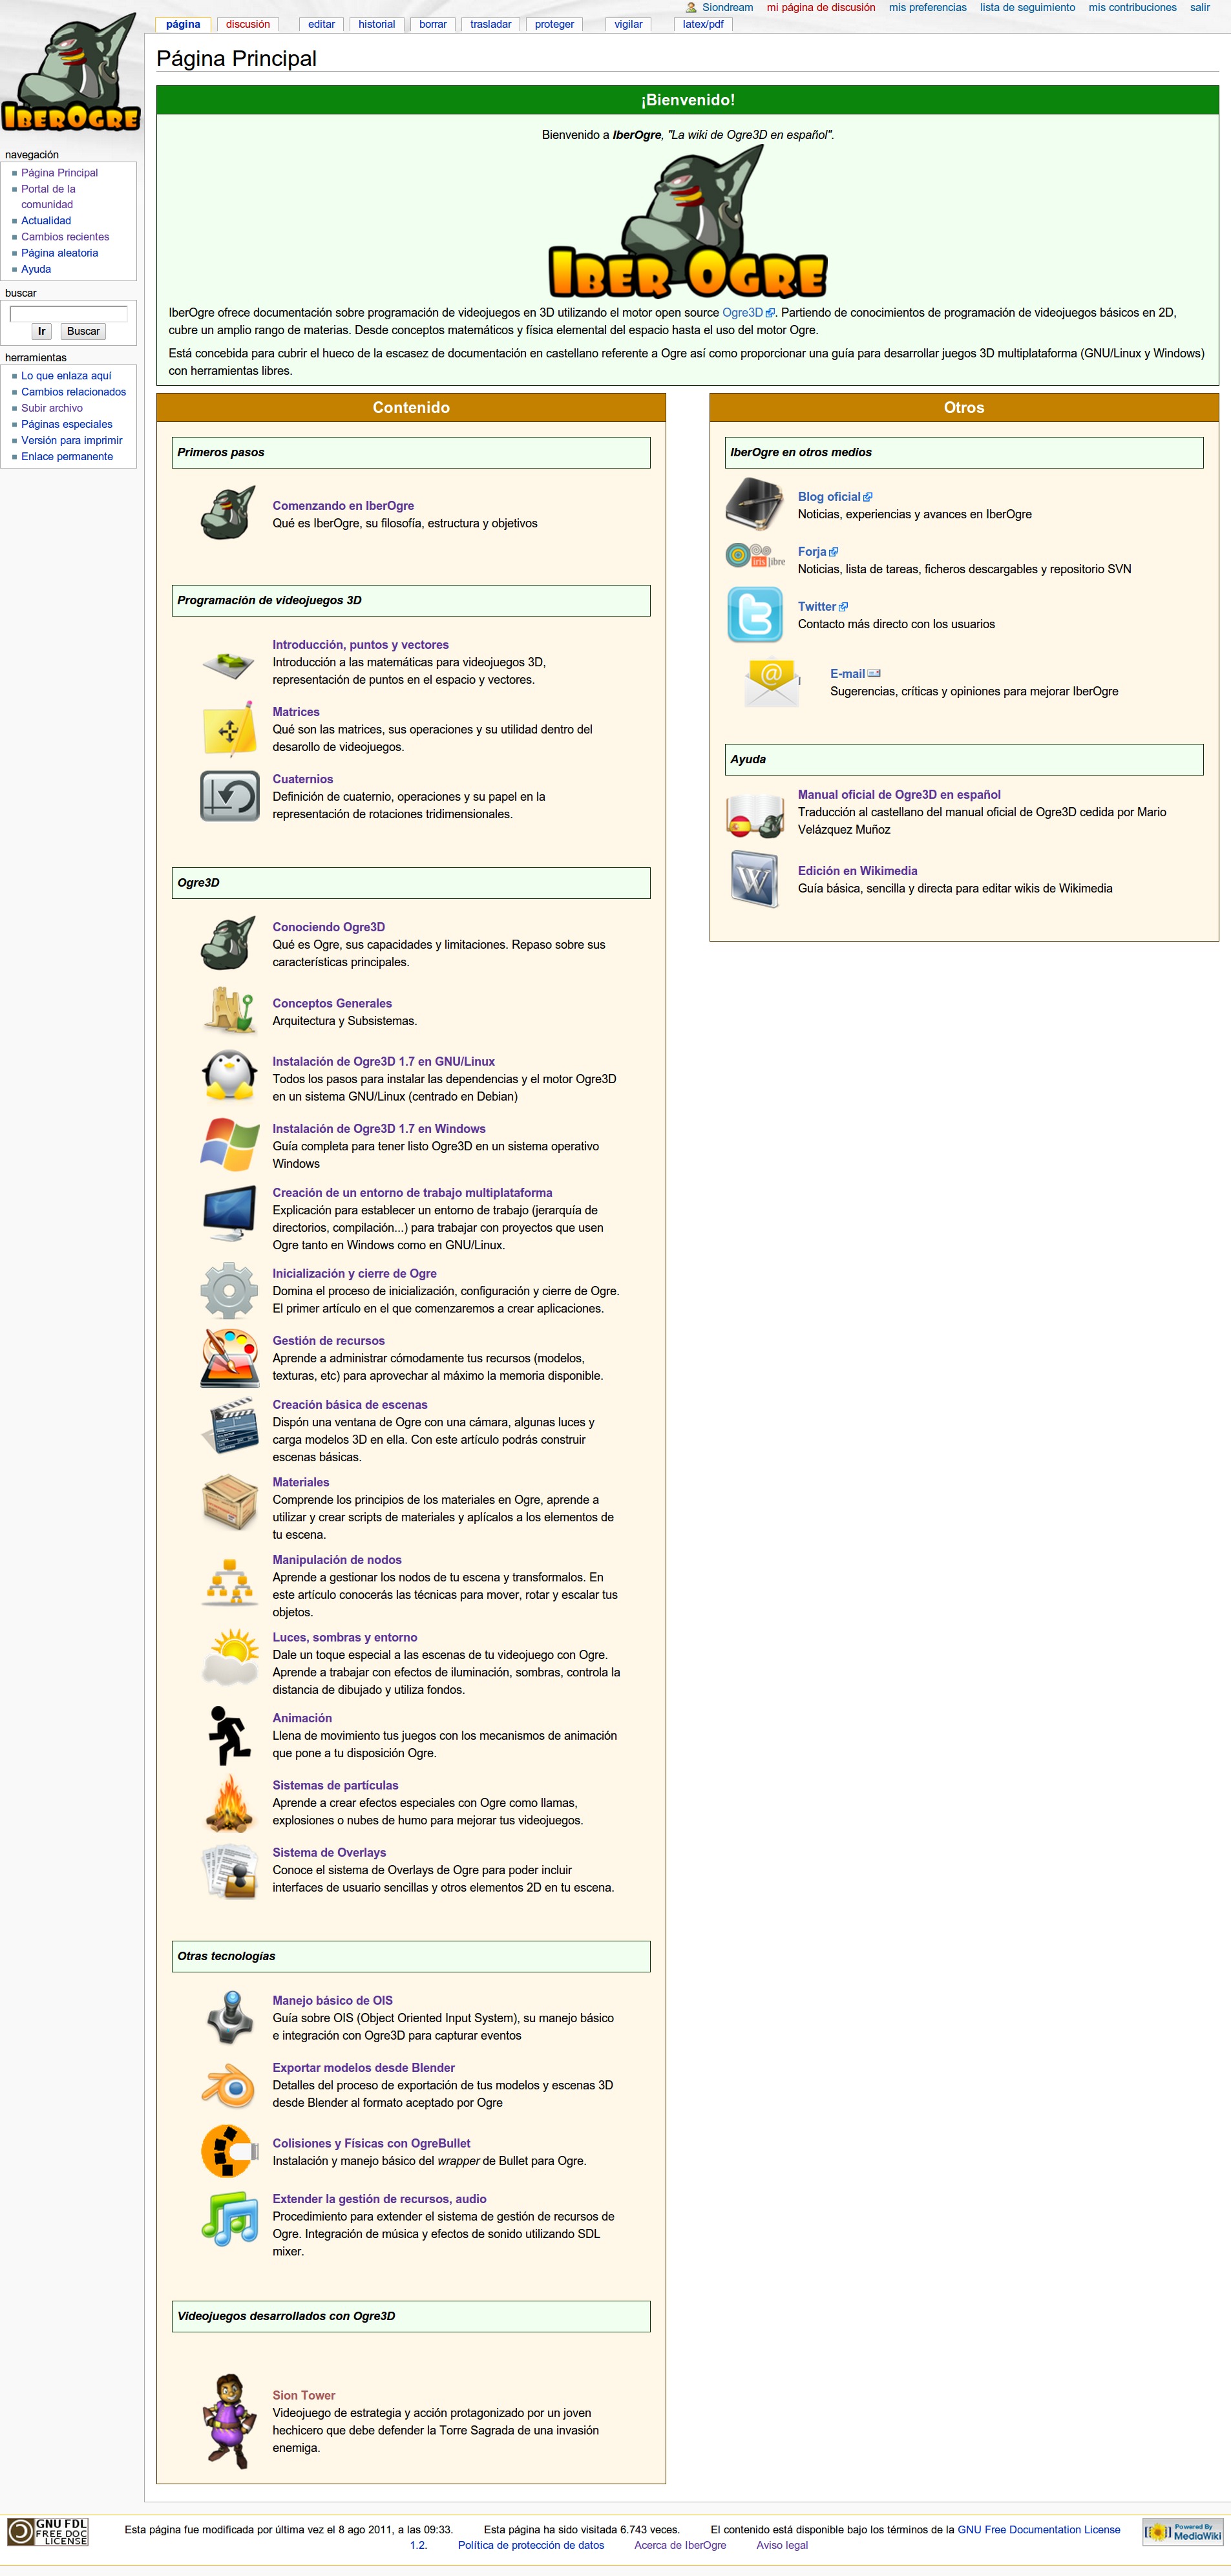 Siondream mi página de discusión mis preferencias lista de seguimiento mis contribuciones salir
página discusión editar historial borrar trasladar proteger vigilar latex/pdf
IBEROGRE
navegación
Página Principal
Portal de la
comunidad
Actualidad
Cambios recientes
Página aleatoria
Ayuda
buscar
Ir Buscar
herramientas
Lo que enlaza aquí
Cambios relacionados
Subir archivo
Páginas especiales
Versión para imprimir
Enlace permanente
Página Principal
¡Bienvenido!
Bienvenido a IberOgre, "La wiki de Ogre3D en español".
IBER OGRE
IberOgre ofrece documentación sobre programación de videojuegos en 3D utilizando el motor open source Ogre3D. Partiendo de conocimientos de programación de videojuegos básicos en 2D,
cubre un amplio rango de materias. Desde conceptos matemáticos y física elemental del espacio hasta el uso del motor Ogre.
Está concebida para cubrir el hueco de la escasez de documentación en castellano referente a Ogre así como proporcionar una guía para desarrollar juegos 3D multiplataforma (GNU/Linux y Windows)
con herramientas libres.
Contenido
Primeros pasos
Comenzando en IberOgre
Qué es IberOgre, su filosofía, estructura y objetivos
Programación de videojuegos 3D
Introducción, puntos y vectores
Introducción a las matemáticas para videojuegos 3D,
representación de puntos en el espacio y vectores.
Matrices
Qué son las matrices, sus operaciones y su utilidad dentro del
desarollo de videojuegos.
Cuaternios
Definición de cuaternio, operaciones y su papel en la
representación de rotaciones tridimensionales.
Ogre3D
Conociendo Ogre3D
Qué es Ogre, sus capacidades y limitaciones. Repaso sobre sus
características principales.
Conceptos Generales
Arquitectura y Subsistemas.
Instalación de Ogre3D 1.7 en GNU/Linux
Todos los pasos para instalar las dependencias y el motor Ogre3D
en un sistema GNU/Linux (centrado en Debian)
Instalación de Ogre3D 1.7 en Windows
Guía completa para tener listo Ogre3D en un sistema operativo
Windows
Creación de un entorno de trabajo multiplataforma
Explicación para establecer un entorno de trabajo (jerarquía de
directorios, compilación...) para trabajar con proyectos que usen
Ogre tanto en Windows como en GNU/Linux.
Inicialización y cierre de Ogre
Domina el proceso de inicialización, configuración y cierre de Ogre.
El primer artículo en el que comenzaremos a crear aplicaciones.
Gestión de recursos
Aprende a administrar cómodamente tus recursos (modelos,
texturas, etc) para aprovechar al máximo la memoria disponible.
Creación básica de escenas
Dispón una ventana de Ogre con una cámara, algunas luces y
carga modelos 3D en ella. Con este artículo podrás construir
escenas básicas.
Materiales
Comprende los principios de los materiales en Ogre, aprende a
utilizar y crear scripts de materiales y aplícalos a los elementos de
tu escena.
Manipulación de nodos
Aprende a gestionar los nodos de tu escena y transformalos. En
este artículo conocerás las técnicas para mover, rotar y escalar tus
objetos.
Luces, sombras y entorno
Dale un toque especial a las escenas de tu videojuego con Ogre.
Aprende a trabajar con efectos de iluminación, sombras, controla la
distancia de dibujado y utiliza fondos.
Animación
Llena de movimiento tus juegos con los mecanismos de animación
que pone a tu disposición Ogre.
Sistemas de partículas
Aprende a crear efectos especiales con Ogre como llamas,
explosiones o nubes de humo para mejorar tus videojuegos.
Sistema de Overlays
Conoce el sistema de Overlays de Ogre para poder incluir
interfaces de usuario sencillas y otros elementos 2D en tu escena.
Otras tecnologías
Manejo básico de OIS
Guía sobre OIS (Object Oriented Input System), su manejo básico
e integración con Ogre3D para capturar eventos
Exportar modelos desde Blender
Detalles del proceso de exportación de tus modelos y escenas 3D
desde Blender al formato aceptado por Ogre
Colisiones y Físicas con OgreBullet
Instalación y manejo básico del wrapper de Bullet para Ogre.
Extender la gestión de recursos, audio
Procedimiento para extender el sistema de gestión de recursos de
Ogre. Integración de música y efectos de sonido utilizando SDL
mixer.
Videojuegos desarrollados con Ogre3D
Sion Tower
Videojuego de estrategia y acción protagonizado por un joven
hechicero que debe defender la Torre Sagrada de una invasión
enemiga.
Otros
IberOgre en otros medios
Blog oficial
Noticias, experiencias y avances en IberOgre
iris libre
Forja
Noticias, lista de tareas, ficheros descargables y repositorio SVN
Twitter
Contacto más directo con los usuarios
E-mail
Sugerencias, críticas y opiniones para mejorar IberOgre
Ayuda
Manual oficial de Ogre3D en español
Traducción al castellano del manual oficial de Ogre3D cedida por Mario
Velázquez Muñoz
W
Edición en Wikimedia
Guía básica, sencilla y directa para editar wikis de Wikimedia
GNU FDL
FREE DOC
LICENSE
Esta página fue modificada por última vez el 8 ago 2011, a las 09:33. Esta página ha sido visitada 6.743 veces. El contenido está disponible bajo los términos de la GNU Free Documentation License
1.2. Política de protección de datos Acerca de IberOgre Aviso legal
Powered By
MediaWiki